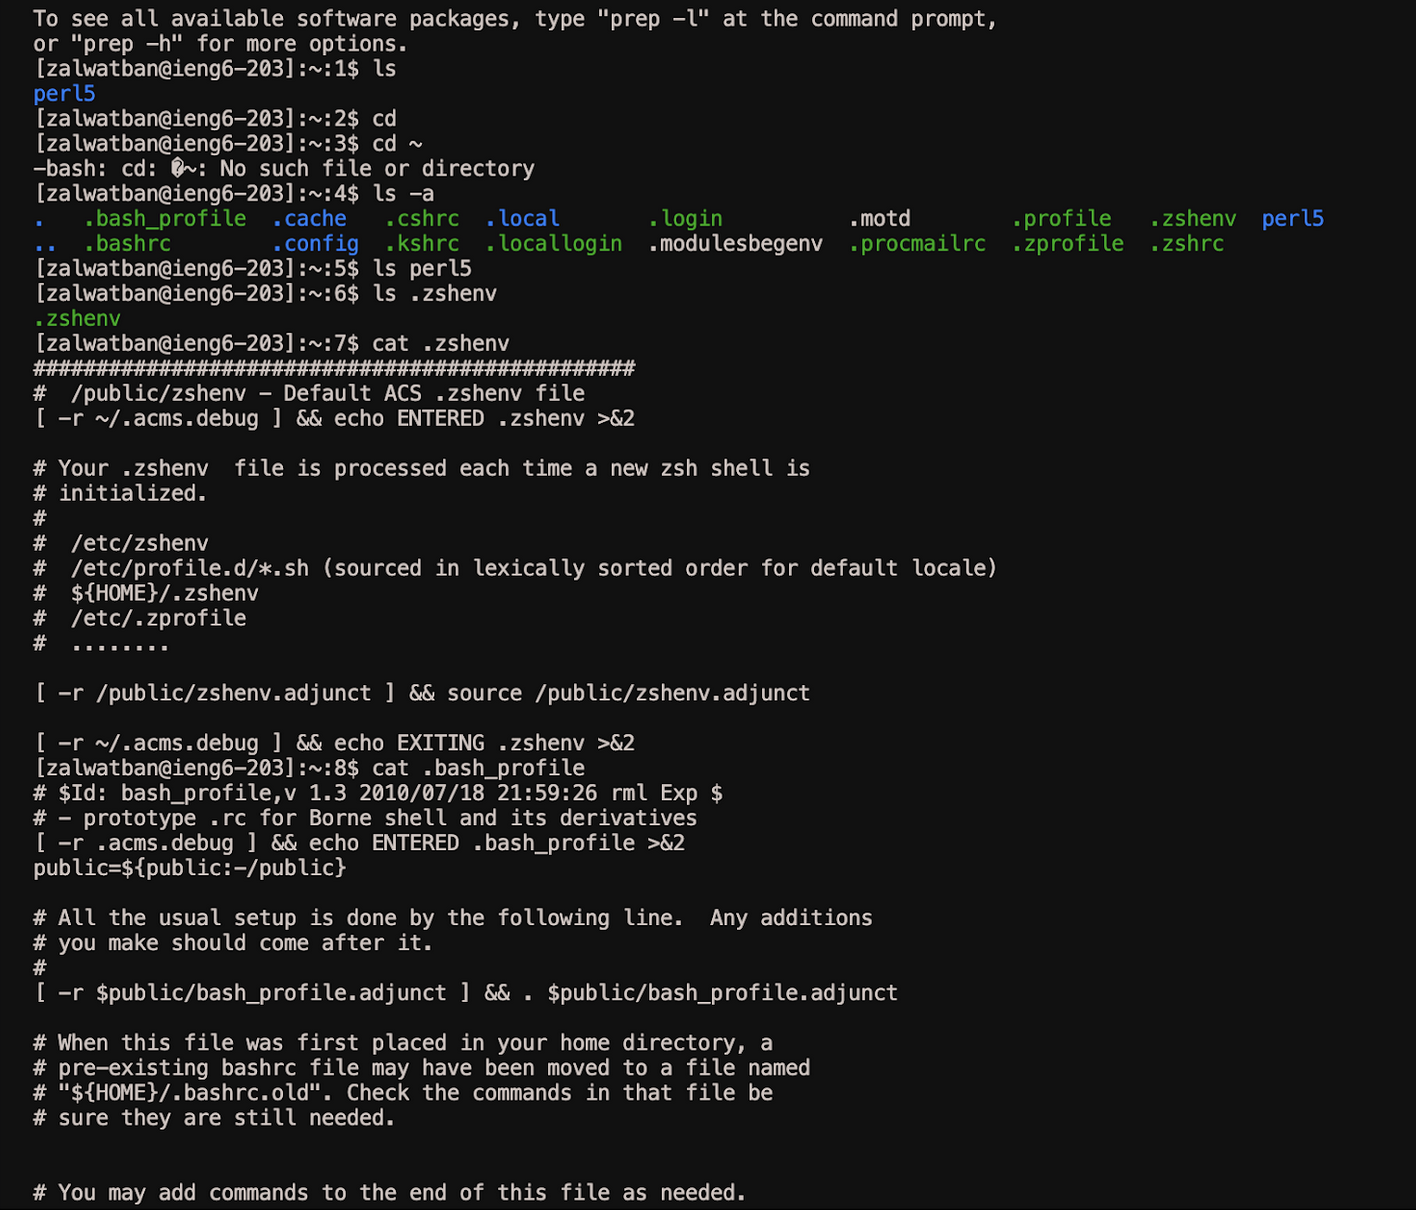 To see all available software packages, type "prep -l" at the command prompt,
or "prep -h" for more options.
[zalwatban@ieng6-203]:~:1$ ls
perl5
[zalwatban@ieng6-203]:~:2$ cd
[zalwatban@ieng6-203]:~:3$ cd ~
-bash: cd: �~: No such file or directory
[zalwatban@ieng6-203]:~:4$ ls -a
.   .bash_profile  .cache   .cshrc  .local       .login          .motd        .profile   .zshenv  perl5
..  .bashrc        .config  .kshrc  .locallogin  .modulesbegenv  .procmailrc  .zprofile  .zshrc
[zalwatban@ieng6-203]:~:5$ ls perl5
[zalwatban@ieng6-203]:~:6$ ls .zshenv
.zshenv
[zalwatban@ieng6-203]:~:7$ cat .zshenv
################################################
#  /public/zshenv - Default ACS .zshenv file
[ -r ~/.acms.debug ] && echo ENTERED .zshenv >&2

# Your .zshenv  file is processed each time a new zsh shell is
# initialized.
#
#  /etc/zshenv
#  /etc/profile.d/*.sh (sourced in lexically sorted order for default locale)
#  ${HOME}/.zshenv
#  /etc/.zprofile
#  ........

[ -r /public/zshenv.adjunct ] && source /public/zshenv.adjunct

[ -r ~/.acms.debug ] && echo EXITING .zshenv >&2
[zalwatban@ieng6-203]:~:8$ cat .bash_profile
# $Id: bash_profile,v 1.3 2010/07/18 21:59:26 rml Exp $
# - prototype .rc for Borne shell and its derivatives
[ -r .acms.debug ] && echo ENTERED .bash_profile >&2
public=${public:-/public}

# All the usual setup is done by the following line.  Any additions
# you make should come after it.
#
[ -r $public/bash_profile.adjunct ] && . $public/bash_profile.adjunct

# When this file was first placed in your home directory, a
# pre-existing bashrc file may have been moved to a file named
# "${HOME}/.bashrc.old". Check the commands in that file be
# sure they are still needed.


# You may add commands to the end of this file as needed.